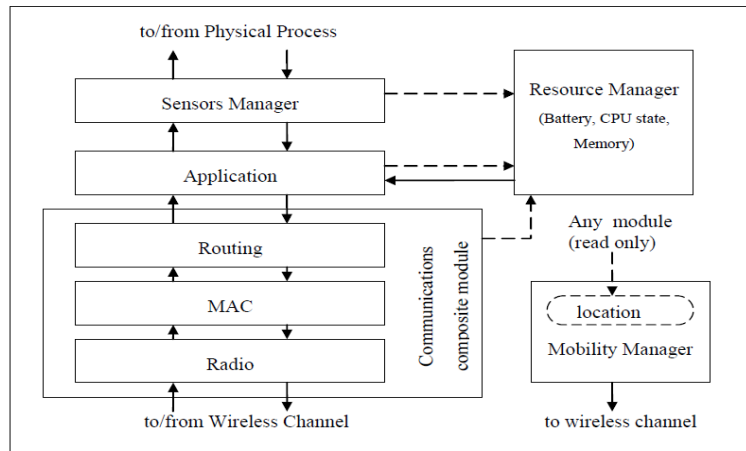 to/from Physical Process
Sensors Manager
Application
Routing
MAC
Radio
Communications
composite module
to/from Wireless Channel
Resource Manager
(Battery, CPU state,
Memory)
Any module
(read only)
location
Mobility Manager
to wireless channel